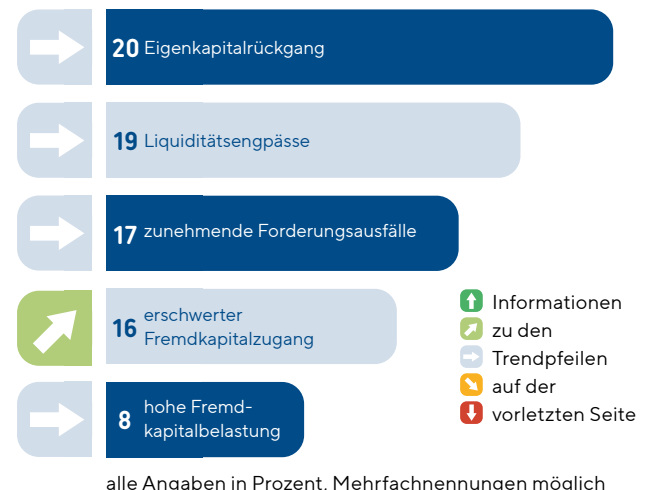 20 Eigenkapitalrückgang
19 Liquiditätsengpässe
17 zunehmende Forderungsausfälle
16 erschwerter
Fremdkapitalzugang
8 hohe Fremd-
kapitalbelastung
Informationen
zu den
Trendpfeilen
auf der
vorletzten Seite
alle Angaben in Prozent, Mehrfachnennungen möglich